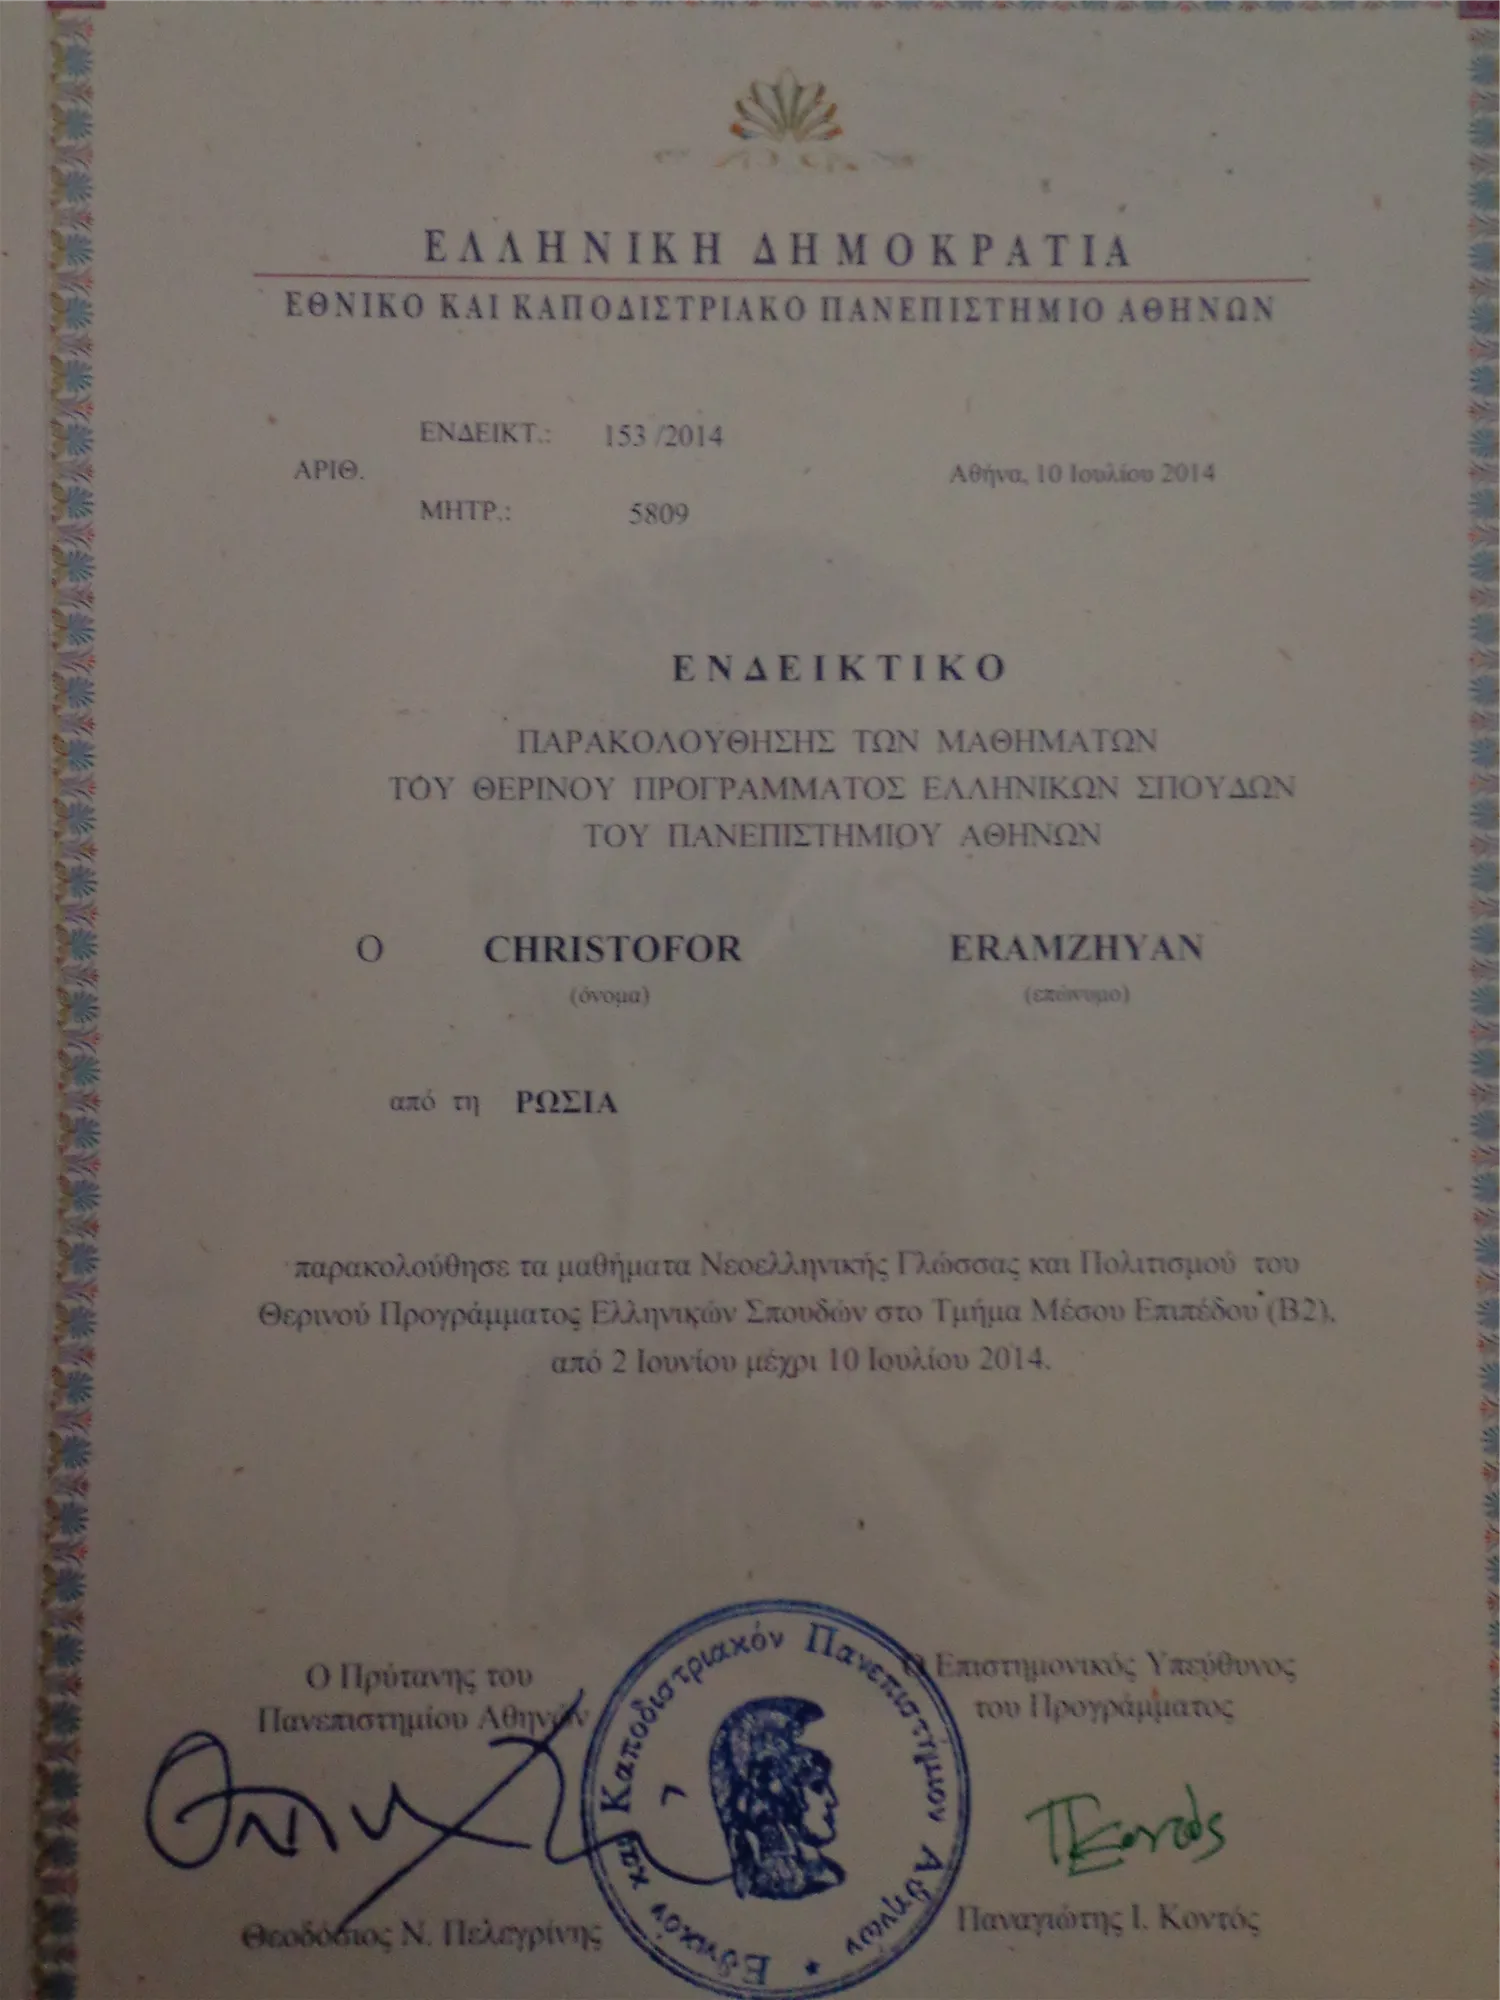 ΕΛΛΗΝΙΚΗ ΔΗΜΟΚΡΑΤΙΑ
ΕΘΝΙΚΟ ΚΑΙ ΚΑΠΟΔΙΣΤΡΙΑΚΟ ΠΑΝΕΠΙΣΤΗΜΙΟ ΑΘΗΝΩΝ
ΕΝΔΕΙΚΤ.: 153 /2014
ΑΡΙΘ.
Αθήνα, 10 Ιουλίου 2014
ΜΗΤΡ.: 5809
ΕΝΔΕΙΚΤΙΚΟ
ΠΑΡΑΚΟΛΟΥΘΗΣΗΣ ΤΩΝ ΜΑΘΗΜΑΤΩΝ
ΤΟΥ ΘΕΡΙΝΟΥ ΠΡΟΓΡΑΜΜΑΤΟΣ ΕΛΛΗΝΙΚΩΝ ΣΠΟΥΔΩΝ
ΤΟΥ ΠΑΝΕΠΙΣΤΗΜΙΟΥ ΑΘΗΝΩΝ
Ο CHRISTOFOR ERAMZHYAN
(όνομα) (επώνυμο)
από τη ΡΩΣΙΑ
παρακολούθησε τα μαθήματα Νεοελληνικής Γλώσσας και Πολιτισμού του
Θερινού Προγράμματος Ελληνικών Σπουδών στο Τμήμα Μέσου Επιπέδου (Β2),
από 2 Ιουνίου μέχρι 10 Ιουλίου 2014.
Ο Πρύτανης του
Πανεπιστημίου Αθηνών
Θεοδόσιος Ν. Πελεγρίνης
Εθνικόν και Καποδιστριακόν Πανεπιστήμιον Αθηνών
Ο Επιστημονικός Υπεύθυνος
του Προγράμματος
ΠΚοντός
Παναγιώτης Ι. Κοντός